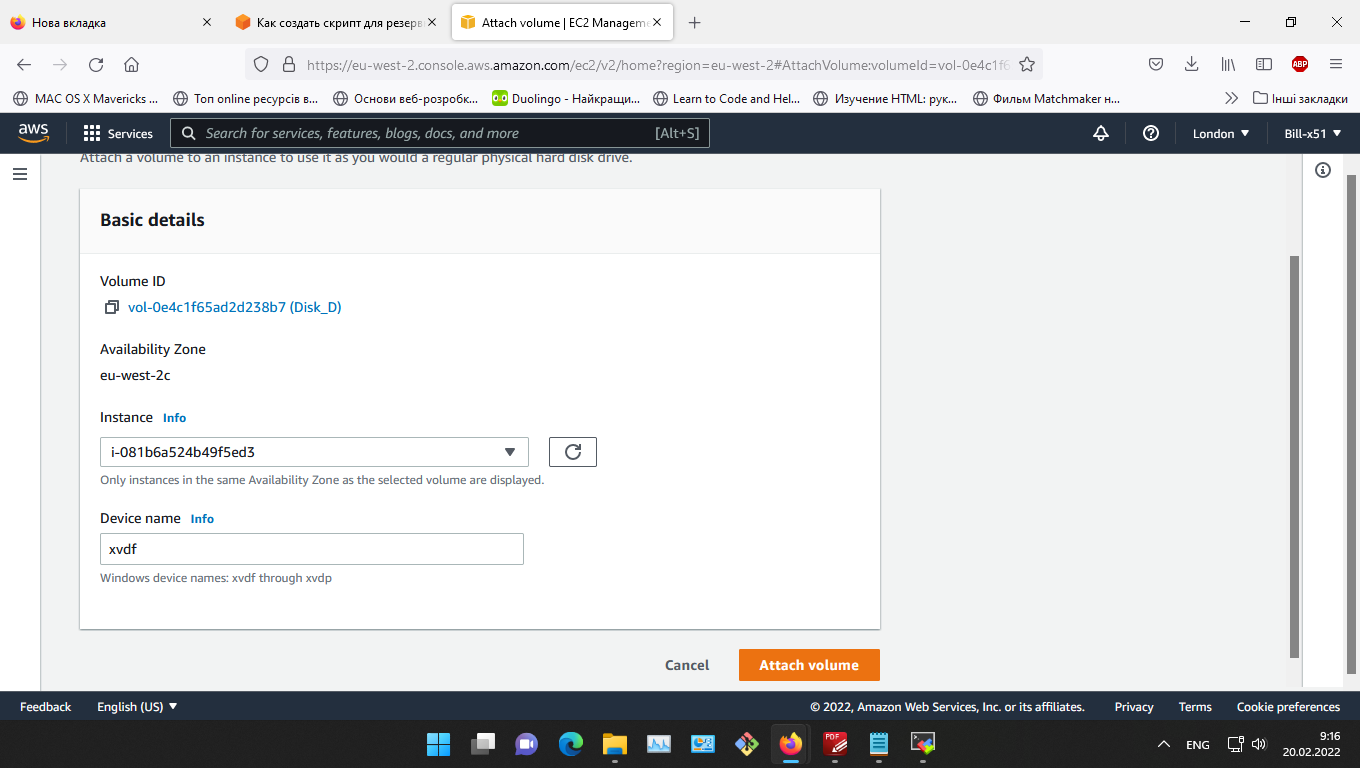 Нова вкладка
Как создать скрипт для резерв
Attach volume | EC2 Managem
https://eu-west-2.console.aws.amazon.com/ec2/v2/home?region=eu-west-2#AttachVolume:volumeId=vol-0e4c1f6
ABP
MAC OS X Mavericks ...
Топ online ресурсів в...
Основи веб-розробк...
Duolingo - Найкращи...
Learn to Code and Hel...
Изучение HTML: рук...
Фильм Matchmaker н...
Інші закладки
aws
Services
Search for services, features, blogs, docs, and more
[Alt+S]
London
Bill-x51
Attach a volume to an instance to use it as you would a regular physical hard disk drive.
Basic details
Volume ID
vol-0e4c1f65ad2d238b7 (Disk_D)
Availability Zone
eu-west-2c
Instance Info
i-081b6a524b49f5ed3
Only instances in the same Availability Zone as the selected volume are displayed.
Device name Info
xvdf
Windows device names: xvdf through xvdp
Cancel
Attach volume
Feedback
English (US)
© 2022, Amazon Web Services, Inc. or its affiliates.
Privacy
Terms
Cookie preferences
PDF
ENG
9:16
20.02.2022